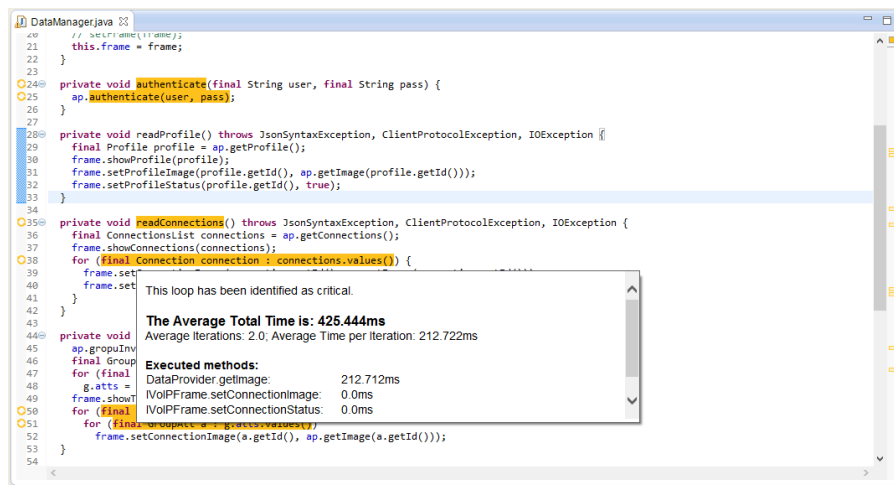 DataManager.java
20 // setFrame(frame);
21 this.frame = frame;
22 }
23
24 private void authenticate(final String user, final String pass) {
25 ap.authenticate(user, pass);
26 }
27
28 private void readProfile() throws JsonSyntaxException, ClientProtocolException, IOException {
29 final Profile profile = ap.getProfile();
30 frame.showProfile(profile);
31 frame.setProfileImage(profile.getId(), ap.getImage(profile.getId()));
32 frame.setProfileStatus(profile.getId(), true);
33 }
34
35 private void readConnections() throws JsonSyntaxException, ClientProtocolException, IOException {
36 final ConnectionsList connections = ap.getConnections();
37 frame.showConnections(connections);
38 for (final Connection connection : connections.values()) {
39 frame.set
40 frame.set
41 }
42 }
43
44 private void
45 ap.gropuInv
46 final Group
47 for (final
48 g.atts =
49 frame.showT
50 for (final
51 for (final GroupAtt a : g.atts.values())
52 frame.setConnectionImage(a.getId(), ap.getImage(a.getId()));
53 }
54
This loop has been identified as critical.
The Average Total Time is: 425.444ms
Average Iterations: 2.0; Average Time per Iteration: 212.722ms
Executed methods:
DataProvider.getImage: 212.712ms
IVoIPFrame.setConnectionImage: 0.0ms
IVoIPFrame.setConnectionStatus: 0.0ms